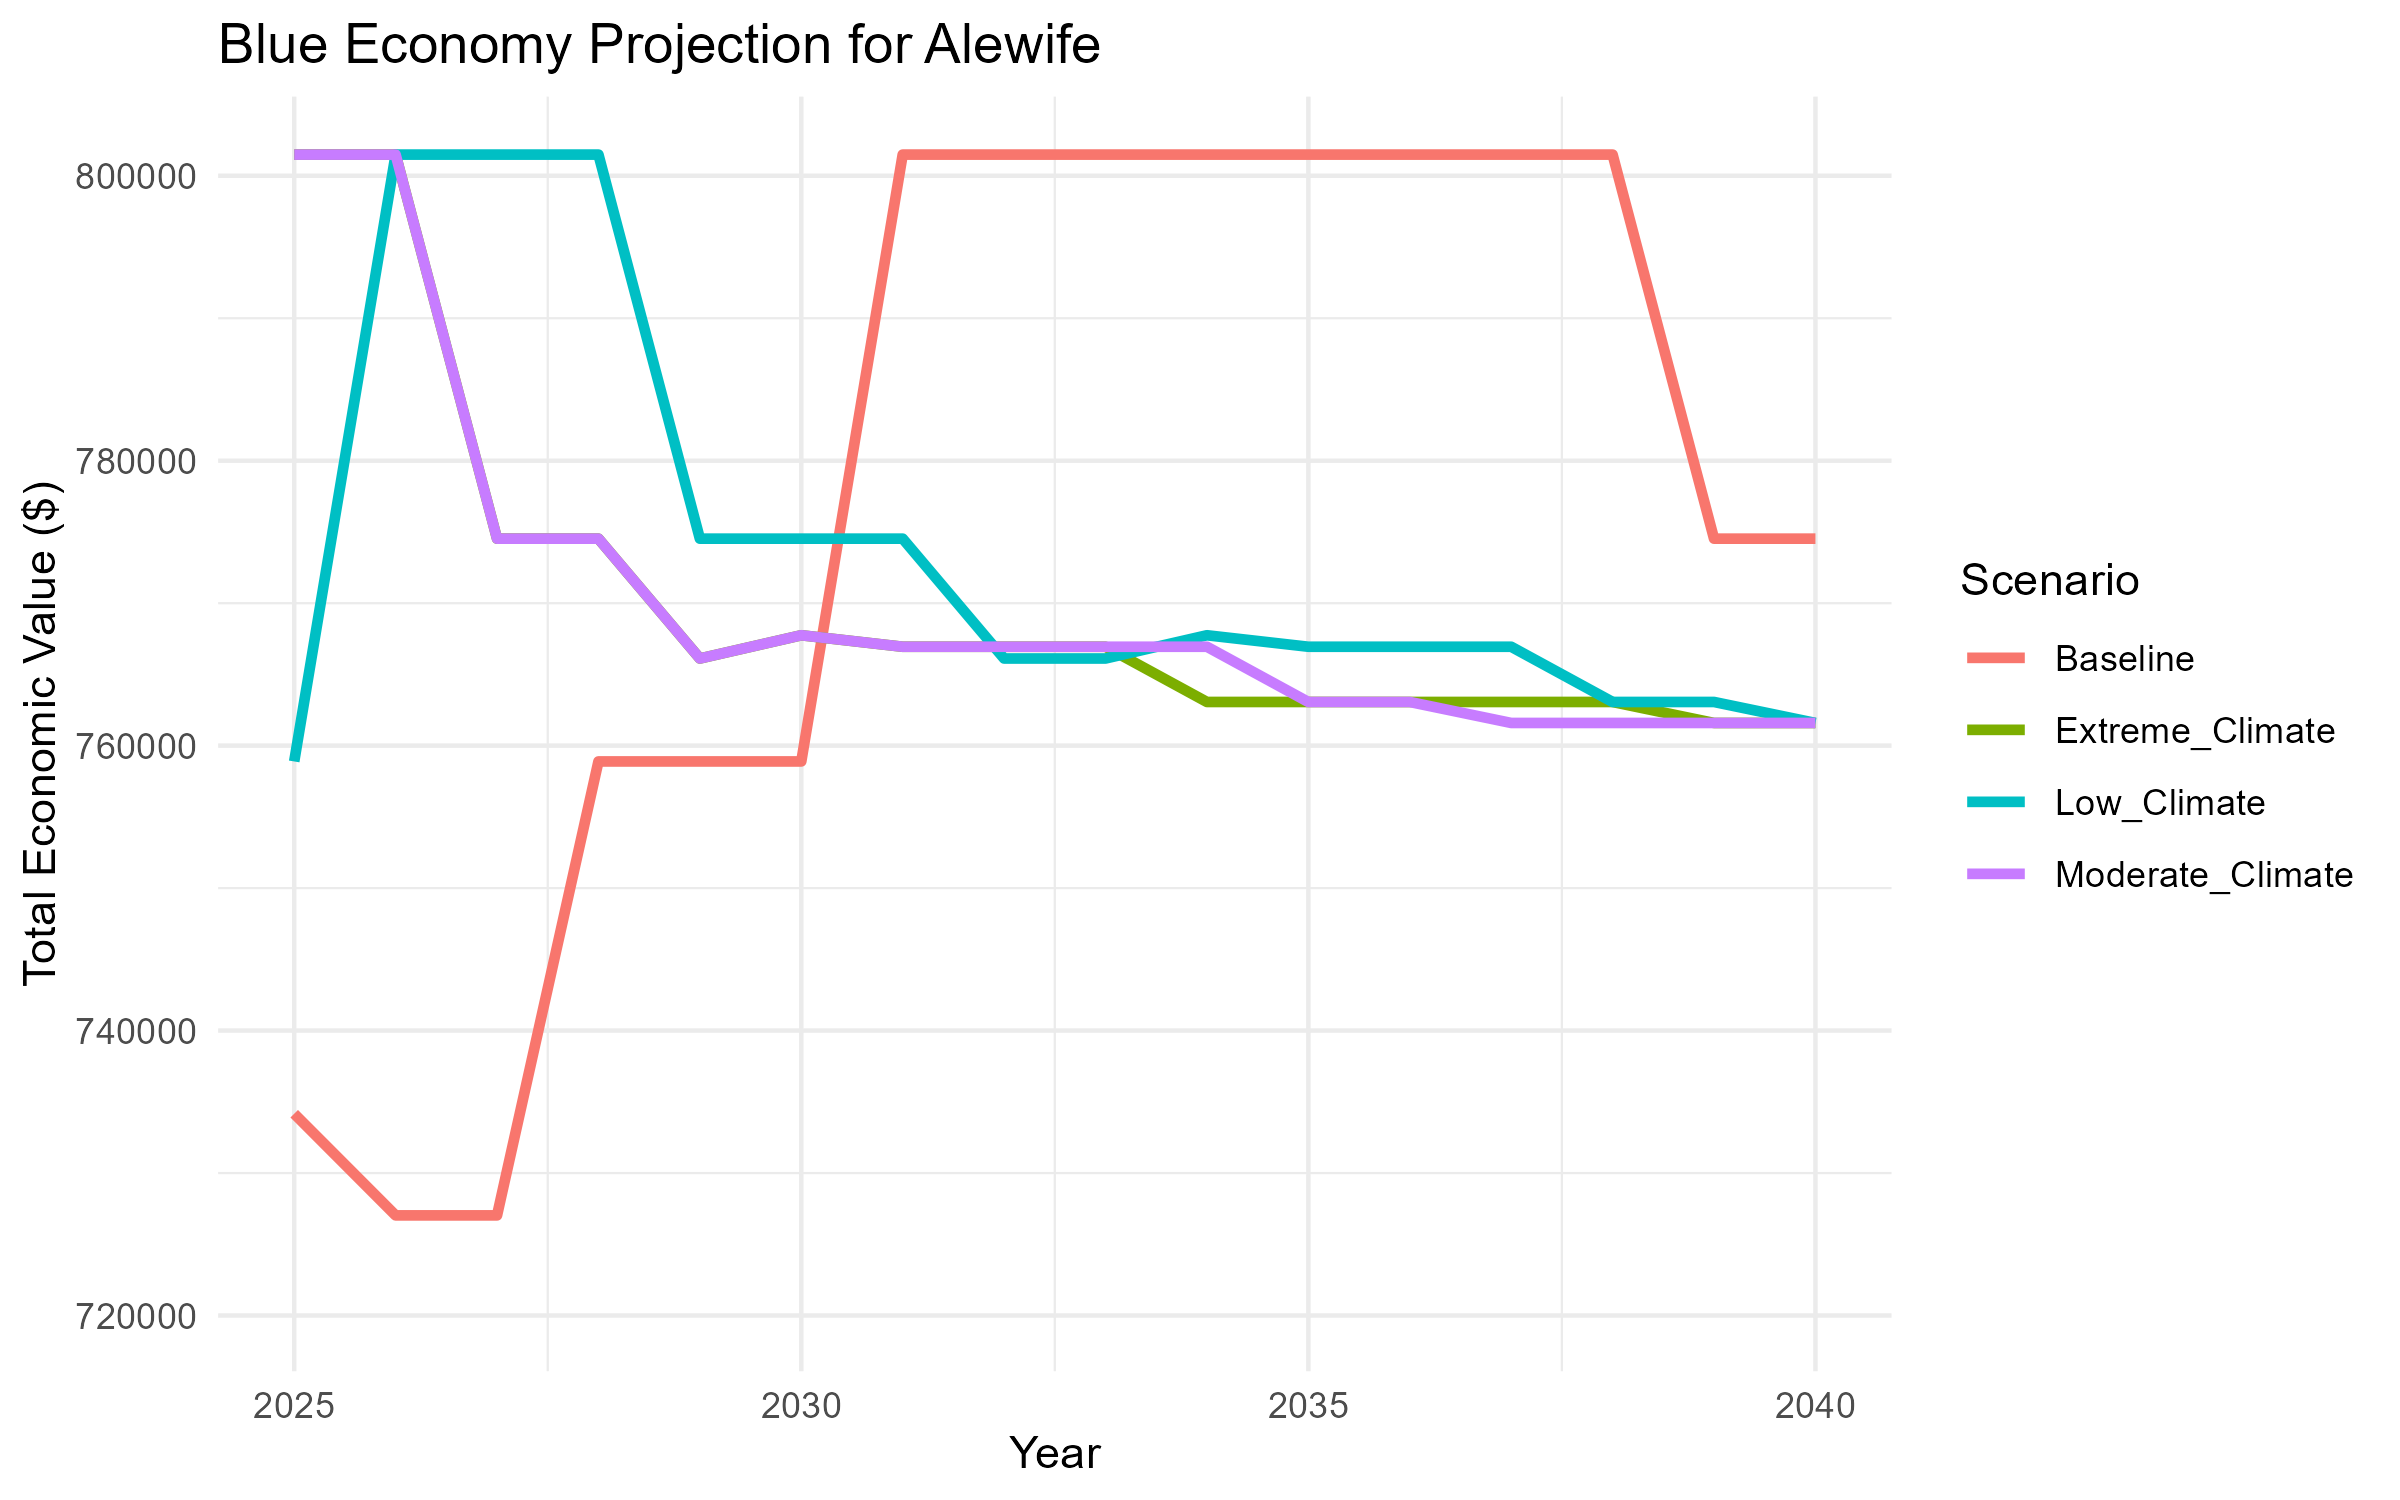 Blue Economy Projection for Alewife
Total Economic Value ($)
800000
780000
760000
740000
720000
2025
2030
2035
2040
Year
Scenario
Baseline
Extreme_Climate
Low_Climate
Moderate_Climate